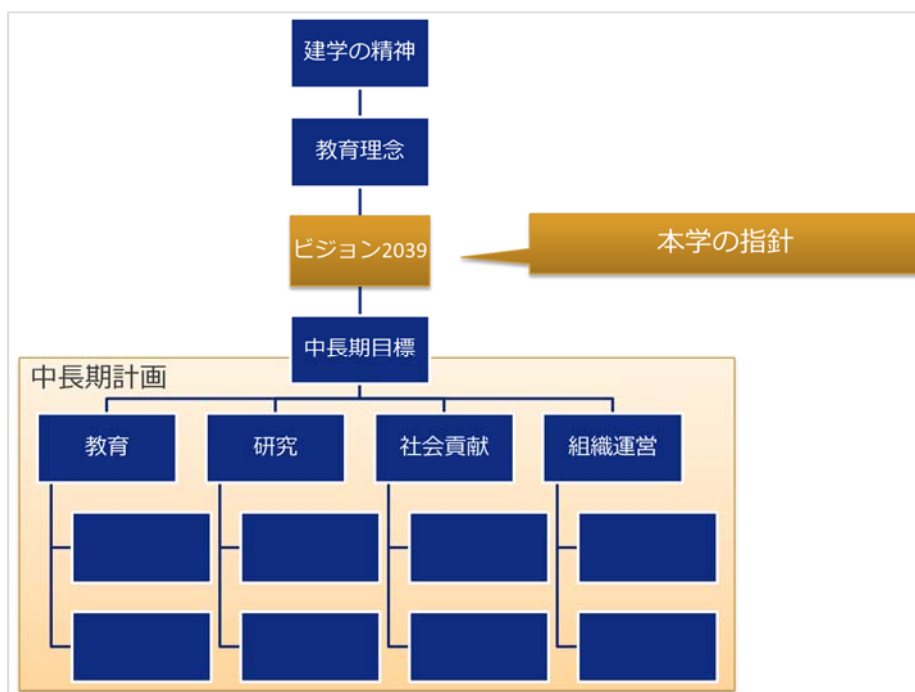 建学の精神
教育理念
ビジョン2039
本学の指針
中長期目標
中長期計画
教育
研究
社会貢献
組織運営